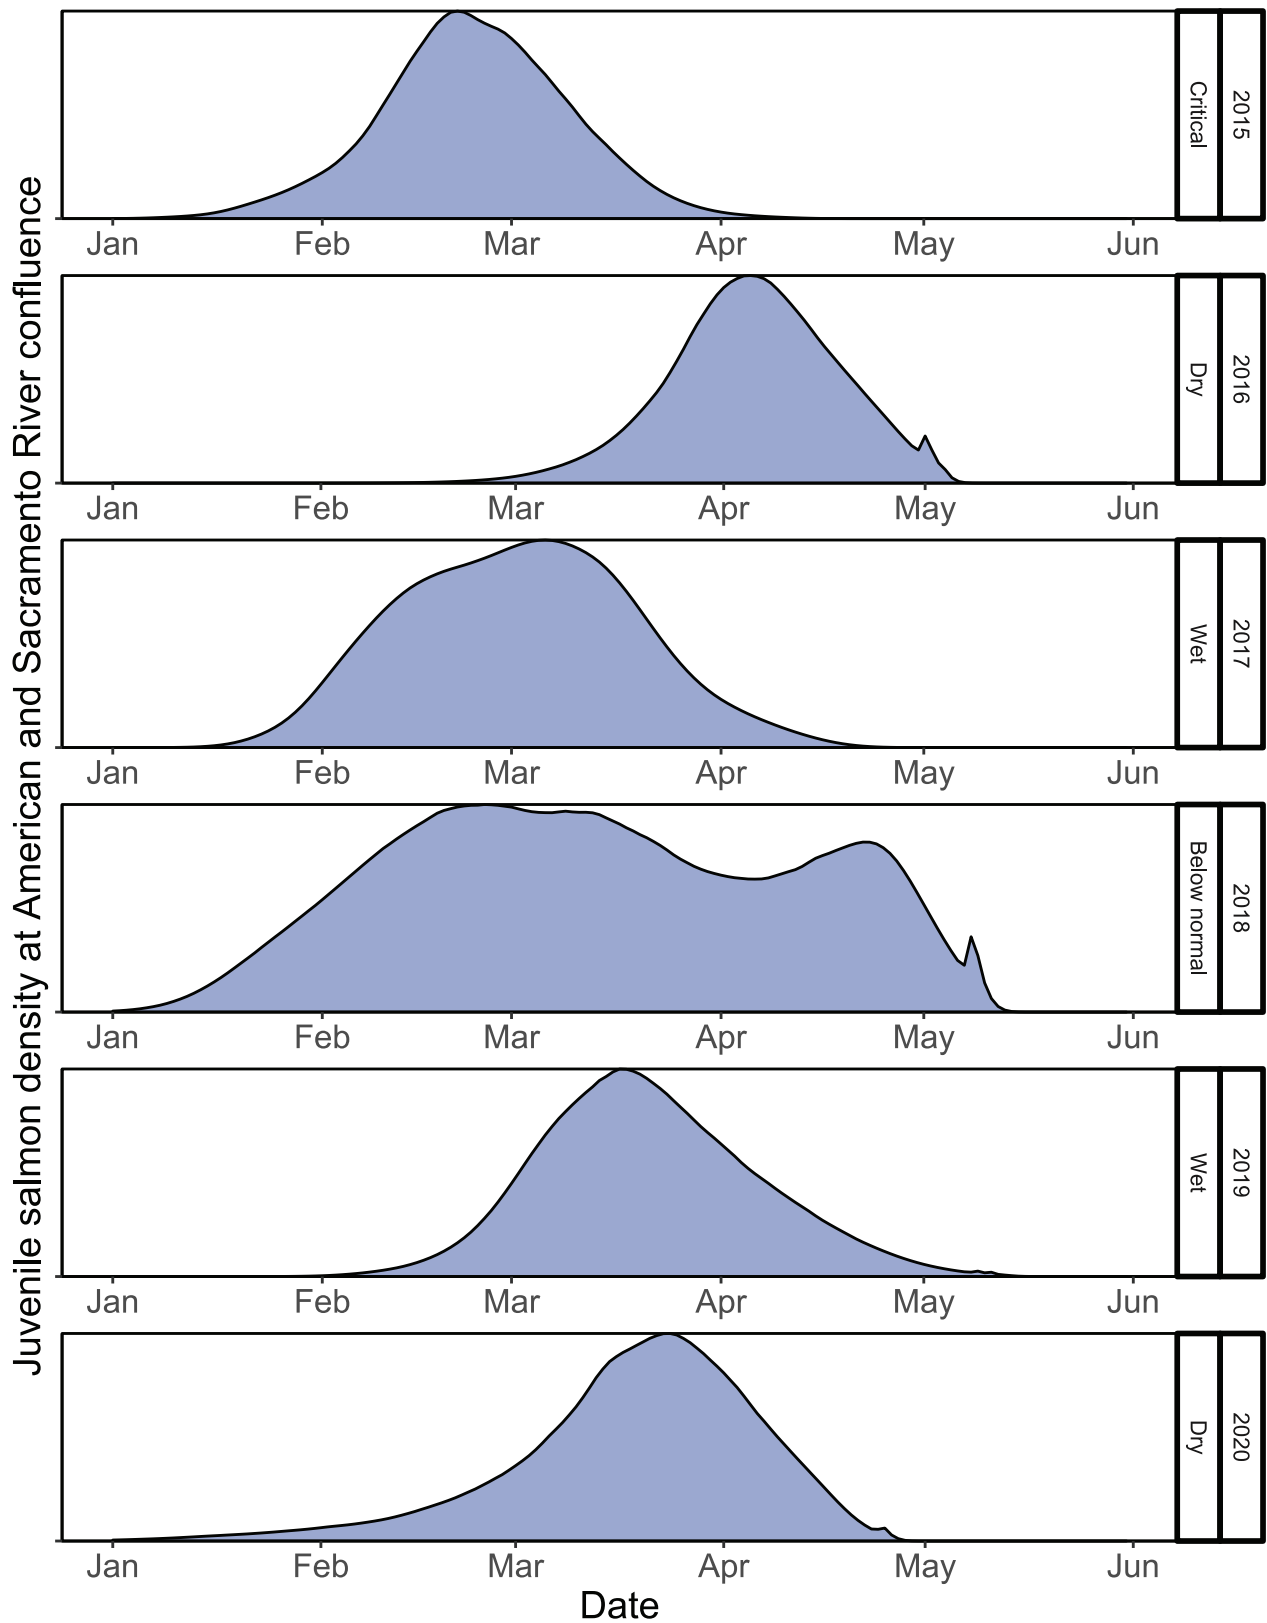 Juvenile salmon density at American and Sacramento River confluence
Critical
2015
Jan Feb Mar Apr May Jun
Dry
2016
Jan Feb Mar Apr May Jun
Wet
2017
Jan Feb Mar Apr May Jun
Below normal
2018
Jan Feb Mar Apr May Jun
Wet
2019
Jan Feb Mar Apr May Jun
Dry
2020
Jan Feb Mar Apr May Jun
Date